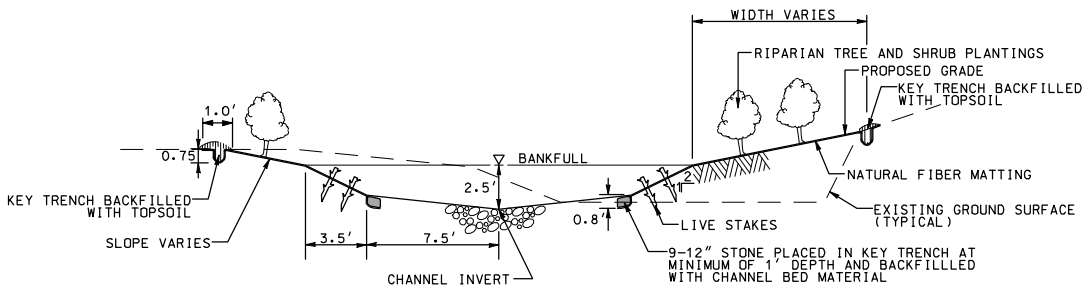 WIDTH VARIES
RIPARIAN TREE AND SHRUB PLANTINGS
PROPOSED GRADE
KEY TRENCH BACKFILLED
WITH TOPSOIL
1.0'
0.75
BANKFULL
2.5'
2
1
0.8'
NATURAL FIBER MATTING
KEY TRENCH BACKFILLED
WITH TOPSOIL
LIVE STAKES
EXISTING GROUND SURFACE
(TYPICAL)
SLOPE VARIES
3.5'
7.5'
9-12" STONE PLACED IN KEY TRENCH AT
MINIMUM OF 1' DEPTH AND BACKFILLLED
WITH CHANNEL BED MATERIAL
CHANNEL INVERT